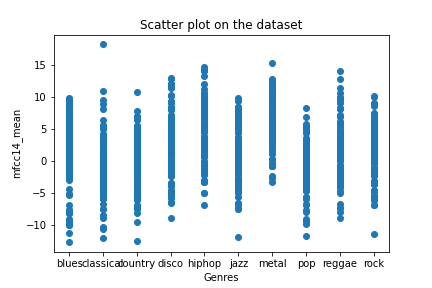 Scatter plot on the dataset
15
10
5
0
−5
−10
mfcc14_mean
blues classical country disco hiphop jazz metal pop reggae rock
Genres